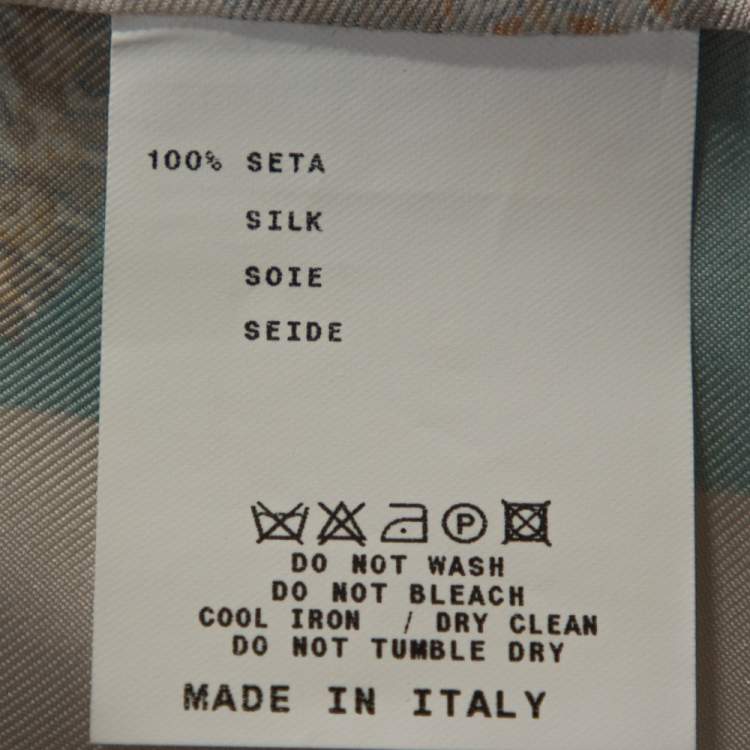 100% SETA
SILK
SOIE
SEIDE
P
DO NOT WASH
DO NOT BLEACH
COOL IRON / DRY CLEAN
DO NOT TUMBLE DRY
MADE IN ITALY